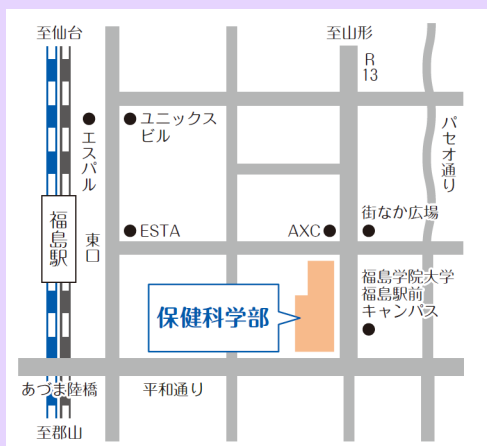 至仙台
至山形
R
13
エスパル
ユニックス
ビル
パセオ通り
福島駅
東口
ESTA
AXC
街なか広場
保健科学部
福島学院大学
福島駅前
キャンパス
あづま陸橋
平和通り
至郡山